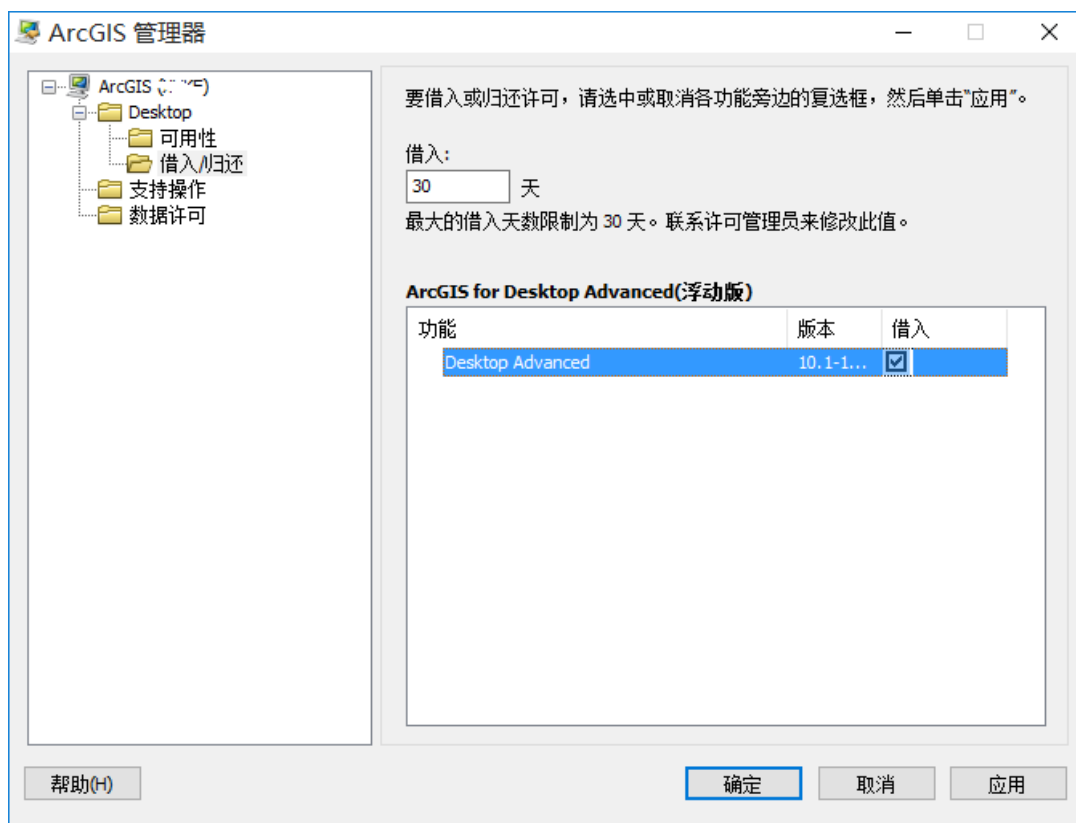 ArcGIS 管理器
ArcGIS
Desktop
可用性
借入/归还
支持操作
数据许可
要借入或归还许可，请选中或取消各功能旁边的复选框，然后单击“应用”。
借入:
30 天
最大的借入天数限制为 30 天。联系许可管理员来修改此值。
ArcGIS for Desktop Advanced(浮动版)
功能 版本 借入
Desktop Advanced 10.1-1...
帮助(H) 确定 取消 应用